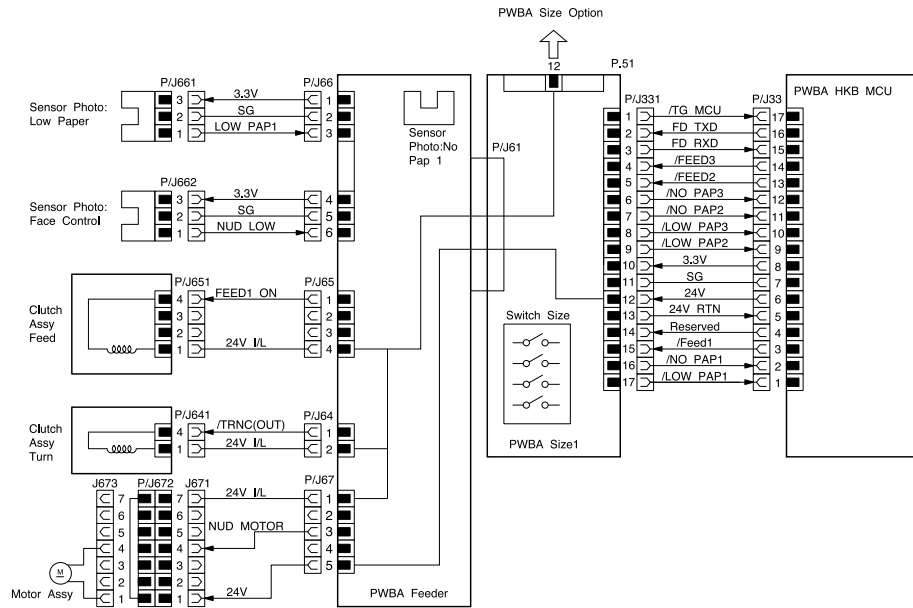 PWBA Size Option
12
P.51
P/J661
P/J66
Sensor Photo:
Low Paper
3 3.3V 1
2 SG 2
1 LOW PAP1 3
Sensor
Photo:No
Pap 1
P/J61
P/J662
Sensor Photo:
Face Control
3 3.3V 4
2 SG 5
1 NUD LOW 6
P/J651
P/J65
Clutch
Assy
Feed
4 FEED1 ON 1
3 2
2 3
1 24V I/L 4
P/J641
P/J64
Clutch
Assy
Turn
4 /TRNC(OUT) 1
1 24V I/L 2
J673
P/J672
J671
P/J67
7 7 24V I/L 1
6 6 2
5 5 NUD MOTOR 3
4 4 4
3 3 5
2 2
1 1 24V
M
Motor Assy
PWBA Feeder
Switch Size
PWBA Size1
P/J331
P/J33
PWBA HKB MCU
1 /TG MCU 17
2 FD TXD 16
3 FD RXD 15
4 /FEED3 14
5 /FEED2 13
6 /NO PAP3 12
7 /NO PAP2 11
8 /LOW PAP3 10
9 /LOW PAP2 9
10 3.3V 8
11 SG 7
12 24V 6
13 24V RTN 5
14 Reserved 4
15 /Feed1 3
16 /NO PAP1 2
17 /LOW PAP1 1